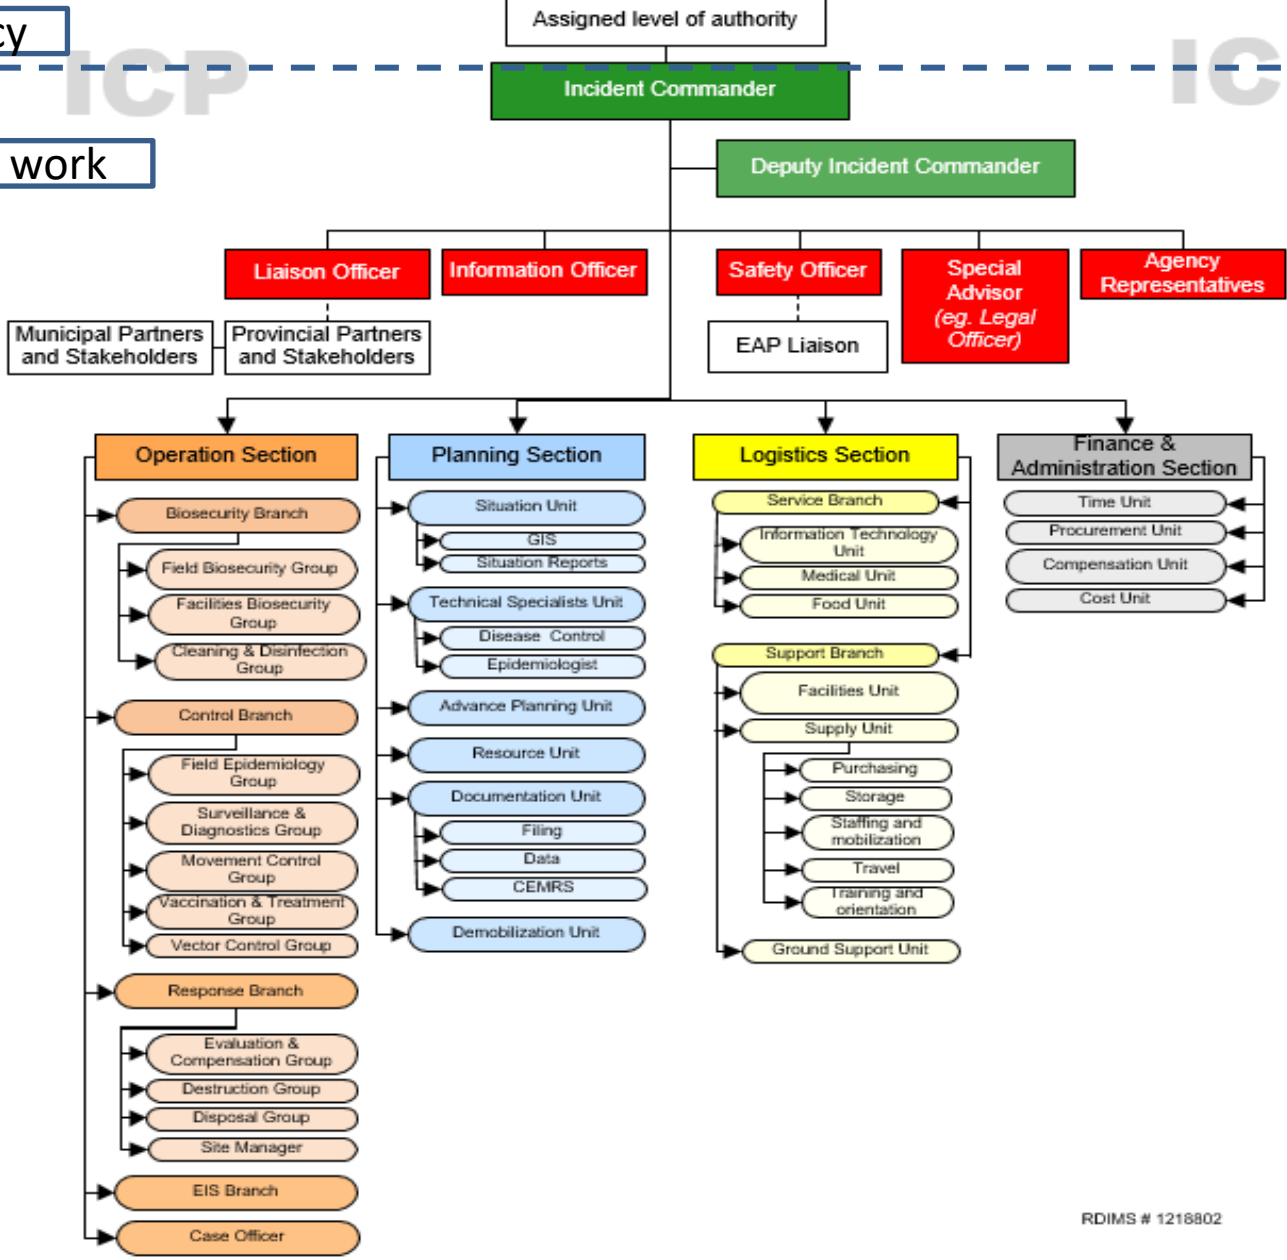 cy
Assigned level of authority
ICP
IC
Incident Commander
work
Deputy Incident Commander
Liaison Officer
Information Officer
Safety Officer
Special
Advisor
(eg. Legal
Officer)
Agency
Representatives
Municipal Partners
and Stakeholders
Provincial Partners
and Stakeholders
EAP Liaison
Operation Section
Biosecurity Branch
Field Biosecurity Group
Facilities Biosecurity
Group
Cleaning & Disinfection
Group
Control Branch
Field Epidemiology
Group
Surveillance &
Diagnostics Group
Movement Control
Group
Vaccination & Treatment
Group
Vector Control Group
Response Branch
Evaluation &
Compensation Group
Destruction Group
Disposal Group
Site Manager
EIS Branch
Case Officer
Planning Section
Situation Unit
GIS
Situation Reports
Technical Specialists Unit
Disease Control
Epidemiologist
Advance Planning Unit
Resource Unit
Documentation Unit
Filing
Data
CEMRS
Demobilization Unit
Logistics Section
Service Branch
Information Technology
Unit
Medical Unit
Food Unit
Support Branch
Facilities Unit
Supply Unit
Purchasing
Storage
Staffing and
mobilization
Travel
Training and
orientation
Ground Support Unit
Finance &
Administration Section
Time Unit
Procurement Unit
Compensation Unit
Cost Unit
RDIMS # 1218802